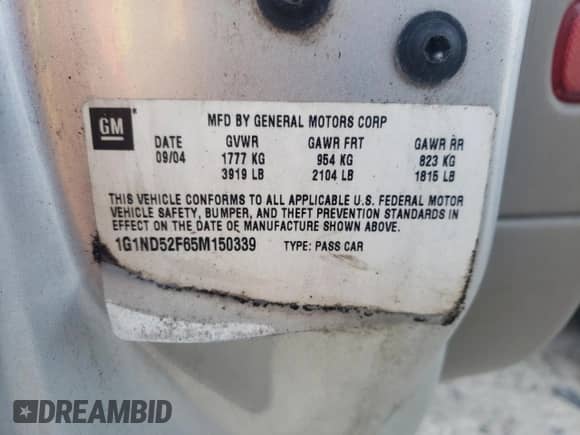 GM
MFD BY GENERAL MOTORS CORP
DATE GVWR GAWR FRT GAWR RR
09/04 1777 KG 954 KG 823 KG
3919 LB 2104 LB 1815 LB
THIS VEHICLE CONFORMS TO ALL APPLICABLE U.S. FEDERAL MOTOR
VEHICLE SAFETY, BUMPER, AND THEFT PREVENTION STANDARDS IN
EFFECT ON THE DATE OF MANUFACTURE SHOWN ABOVE.
1G1ND52F65M150339 TYPE: PASS CAR
DREAMBID